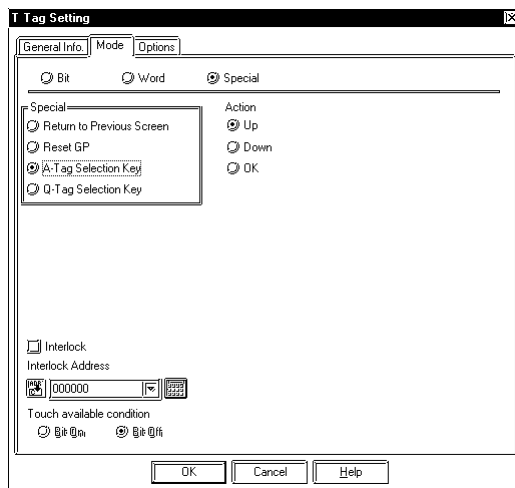 T Tag Setting
General Info. Mode Options
Bit Word Special
Special Action
Return to Previous Screen Up
Reset GP Down
A-Tag Selection Key OK
Q-Tag Selection Key
Interlock
Interlock Address
000000
Touch available condition
Bit On Bit Off
OK Cancel Help